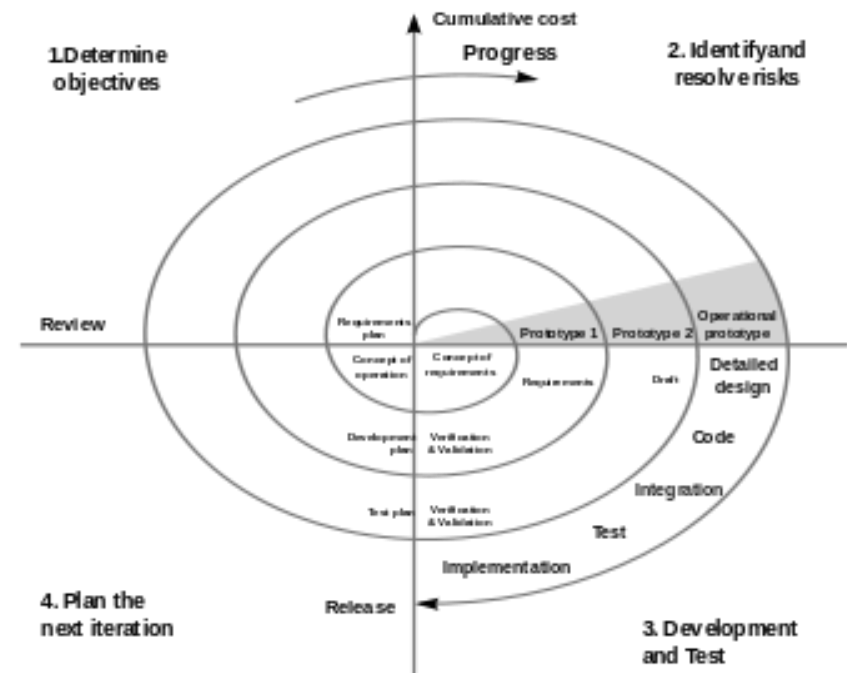 Cumulative cost
Progress
1.Determine
objectives
2. Identify and
resolve risks
Review
Requirements
plan
Prototype 1
Prototype 2
Operational
prototype
Concept of
operation
Concept of
requirements
Requirements
Draft
Detailed
design
Development
plan
Verification
& Validation
Code
Integration
Test plan
Verification
& Validation
Test
Implementation
4. Plan the
next iteration
Release
3. Development
and Test